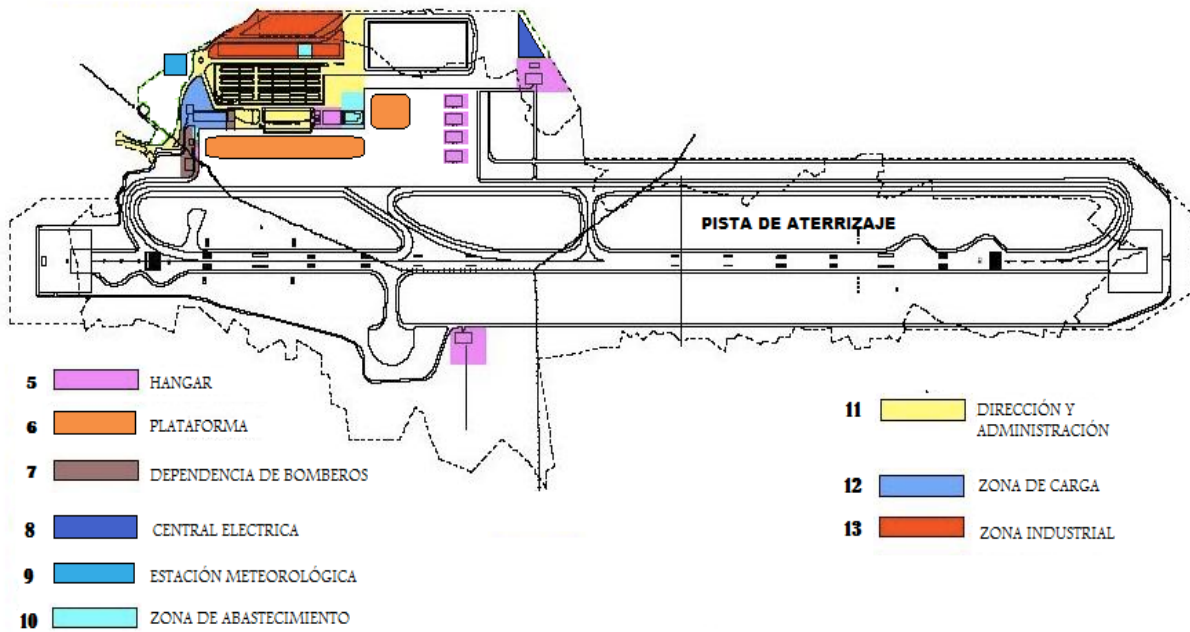 PISTA DE ATERRIZAJE
5 HANGAR
6 PLATAFORMA
7 DEPENDENCIA DE BOMBEROS
8 CENTRAL ELECTRICA
9 ESTACIÓN METEOROLÓGICA
10 ZONA DE ABASTECIMIENTO
11 DIRECCIÓN Y
ADMINISTRACIÓN
12 ZONA DE CARGA
13 ZONA INDUSTRIAL